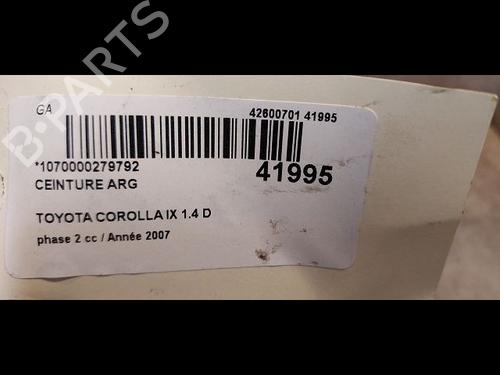 GA
42600701 41995
*1070000279792
41995
CEINTURE ARG
TOYOTA COROLLA IX 1.4 D
phase 2 cc / Année 2007
B-PARTS